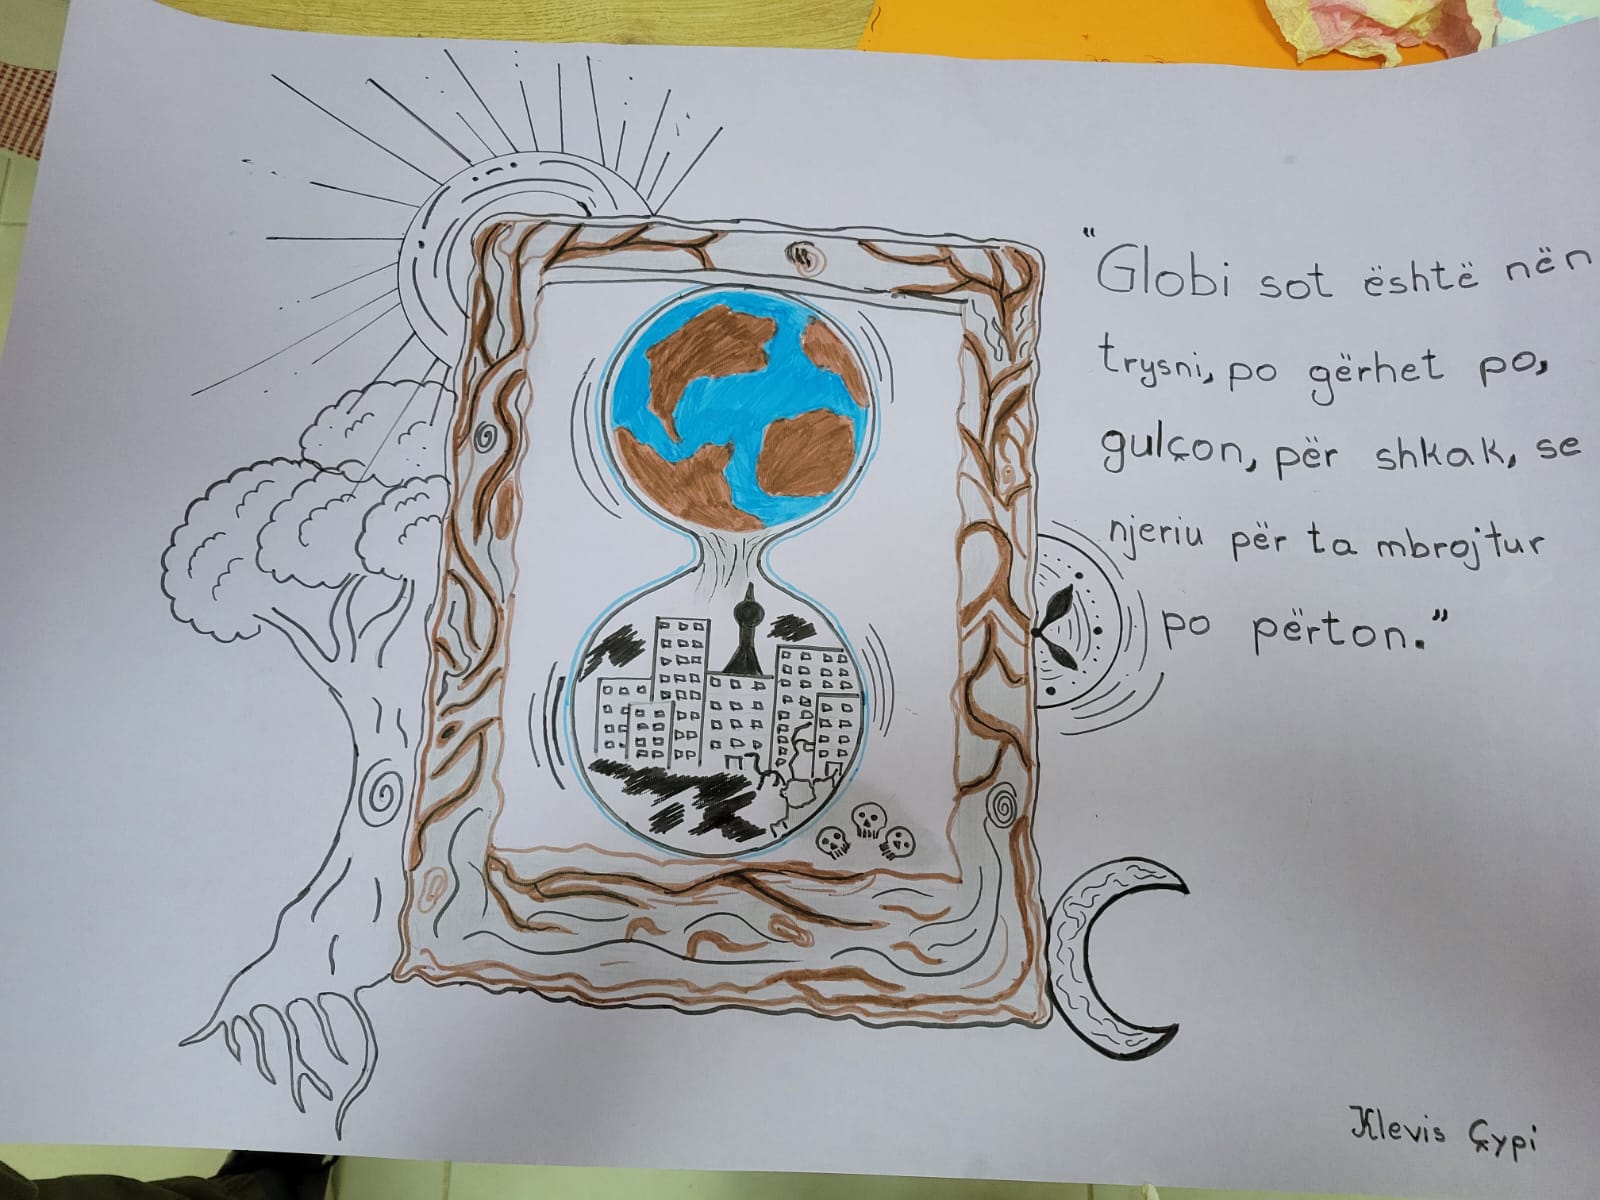 "Globi sot është nën
trysni, po gërhet po,
gulçon, për shkak, se
njeriu për ta mbrojtur
po përton."
Klevis Çypi